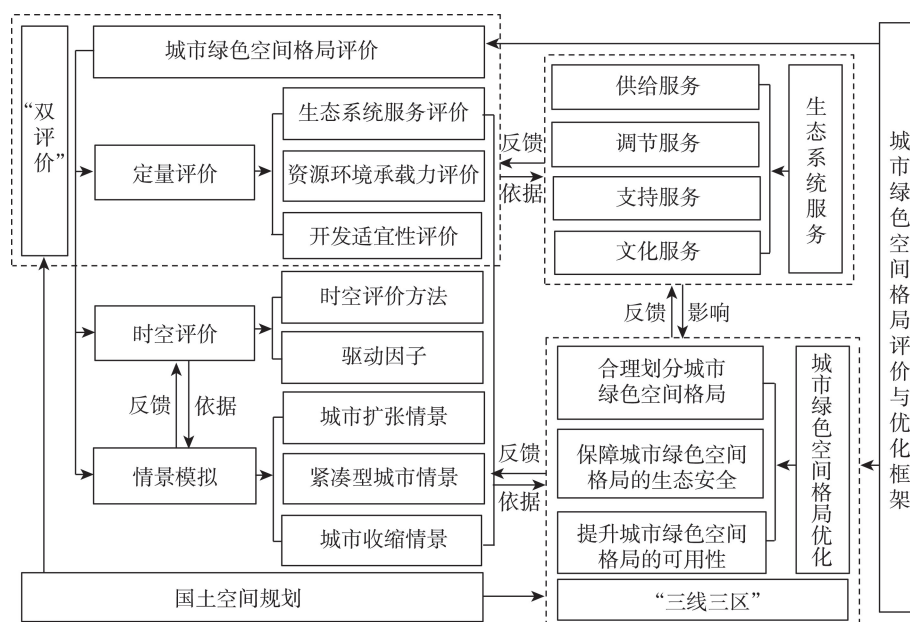 “双评价”
城市绿色空间格局评价
定量评价
生态系统服务评价
资源环境承载力评价
开发适宜性评价
时空评价
时空评价方法
驱动因子
反馈
依据
情景模拟
城市扩张情景
紧凑型城市情景
城市收缩情景
国土空间规划
反馈
依据
供给服务
调节服务
支持服务
文化服务
生态系统服务
反馈
影响
反馈
依据
合理划分城市
绿色空间格局
保障城市绿色空间
格局的生态安全
提升城市绿色空间
格局的可用性
城市绿色空间格局优化
“三线三区”
城市绿色空间格局评价与优化框架